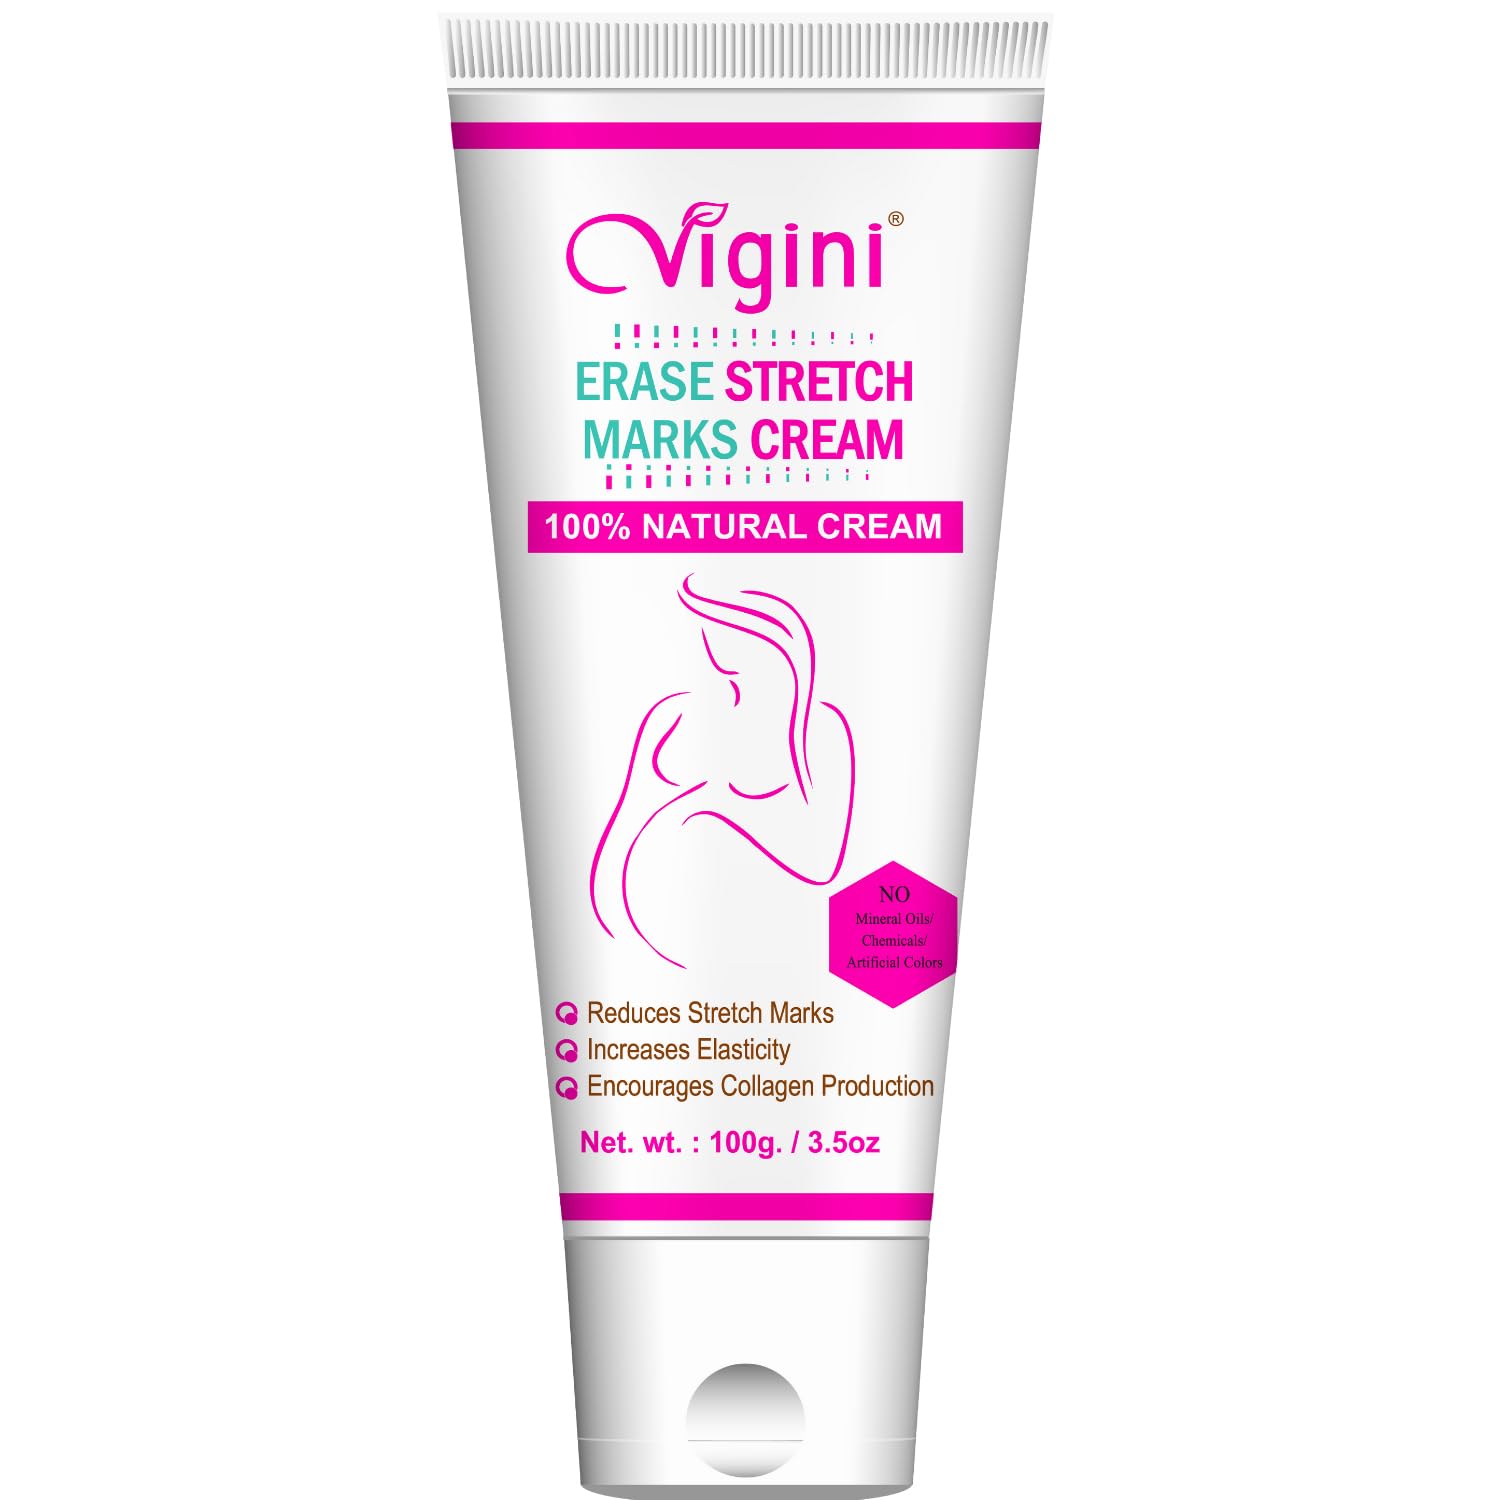 Vigini®
ERASE STRETCH
MARKS CREAM
100% NATURAL CREAM
NO
Mineral Oils/
Chemicals/
Artificial Colors
Reduces Stretch Marks
Increases Elasticity
Encourages Collagen Production
Net. wt. : 100g. / 3.5oz